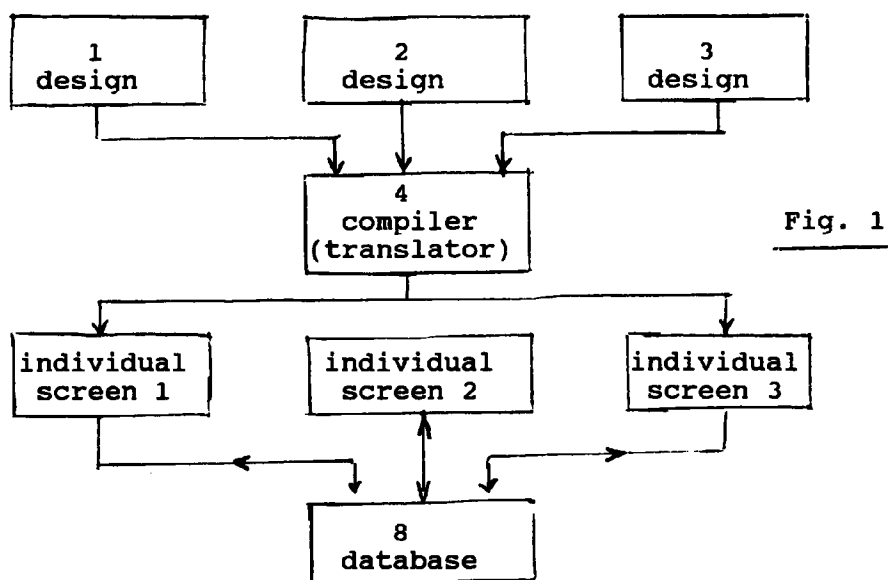 1
design
2
design
3
design
4
compiler
(translator)
Fig. 1
individual
screen 1
individual
screen 2
individual
screen 3
8
database